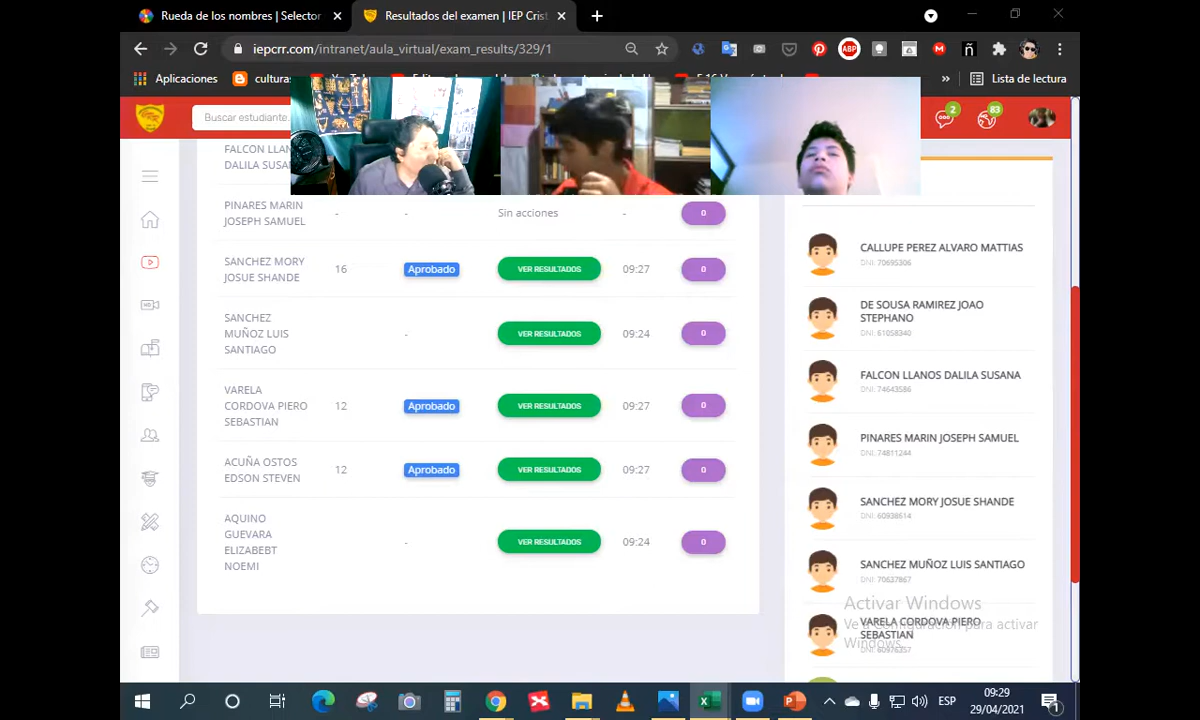 Rueda de los nombres | Selector
Resultados del examen | IEP Crist
iepcrr.com/intranet/aula_virtual/exam_results/329/1
Aplicaciones
culturas
Lista de lectura
Buscar estudiante...
2
83
FALCON LLAN
DALILA SUSA
PINARES MARIN
JOSEPH SAMUEL
- - Sin acciones - 0
SANCHEZ MORY
JOSUE SHANDE
16 Aprobado VER RESULTADOS 09:27 0
SANCHEZ
MUÑOZ LUIS
SANTIAGO
- VER RESULTADOS 09:24 0
VARELA
CORDOVA PIERO
SEBASTIAN
12 Aprobado VER RESULTADOS 09:27 0
ACUÑA OSTOS
EDSON STEVEN
12 Aprobado VER RESULTADOS 09:27 0
AQUINO
GUEVARA
ELIZABEBT
NOEMI
- VER RESULTADOS 09:24 0
CALLUPE PEREZ ALVARO MATTIAS
DNI: 70695306
DE SOUSA RAMIREZ JOAO
STEPHANO
DNI: 61058340
FALCON LLANOS DALILA SUSANA
DNI: 74643586
PINARES MARIN JOSEPH SAMUEL
DNI: 74811244
SANCHEZ MORY JOSUE SHANDE
DNI: 60938614
SANCHEZ MUÑOZ LUIS SANTIAGO
DNI: 70637867
VARELA CORDOVA PIERO
SEBASTIAN
Activar Windows
Ve a Configuración para activar
Windows.
ESP
09:29
29/04/2021
1